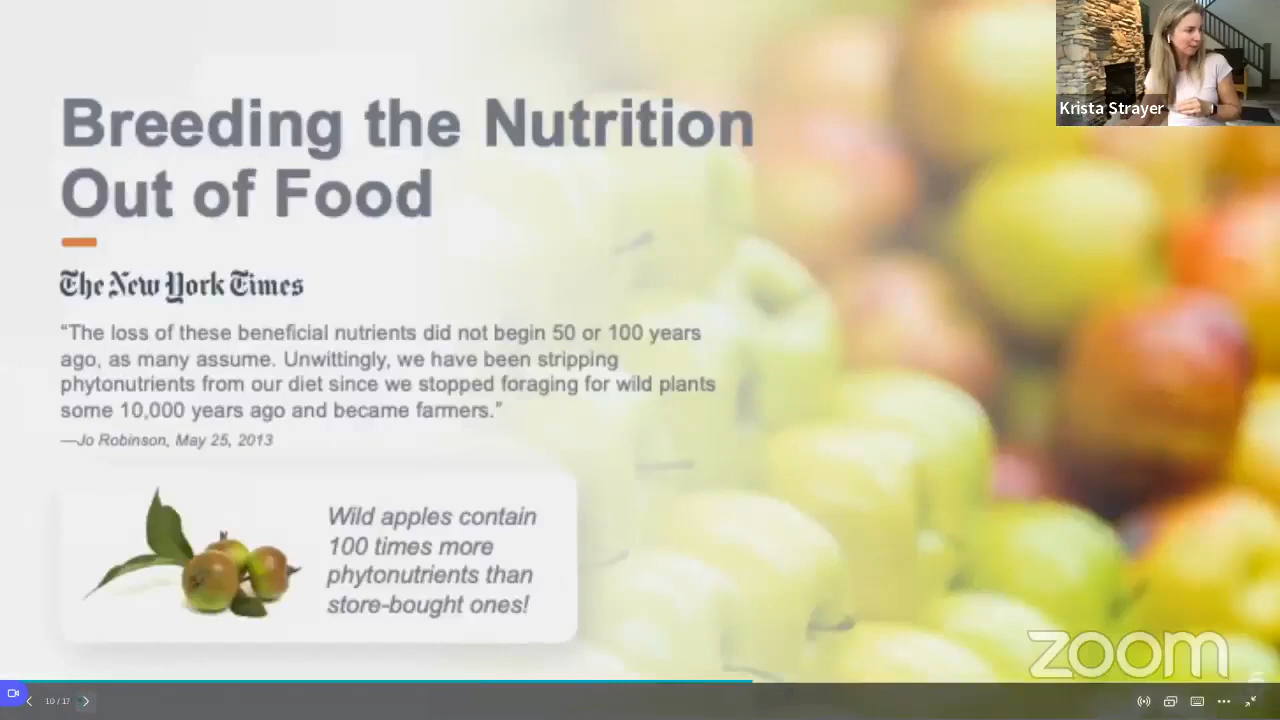 Krista Strayer
Breeding the Nutrition
Out of Food
The New York Times
“The loss of these beneficial nutrients did not begin 50 or 100 years
ago, as many assume. Unwittingly, we have been stripping
phytonutrients from our diet since we stopped foraging for wild plants
some 10,000 years ago and became farmers.”
—Jo Robinson, May 25, 2013
Wild apples contain
100 times more
phytonutrients than
store-bought ones!
zoom
10 / 17